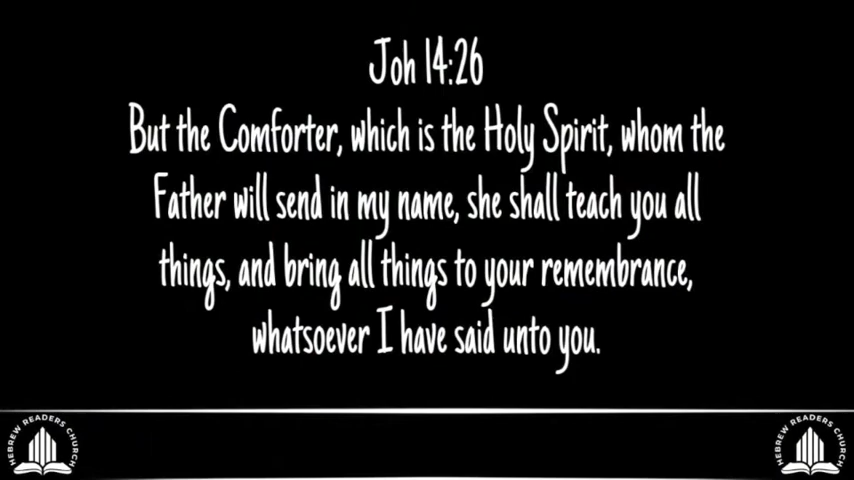 Joh 14:26
But the Comforter, which is the Holy Spirit, whom the
Father will send in my name, she shall teach you all
things, and bring all things to your remembrance,
whatsoever I have said unto you.
HEBREW READERS CHURCH
HEBREW READERS CHURCH